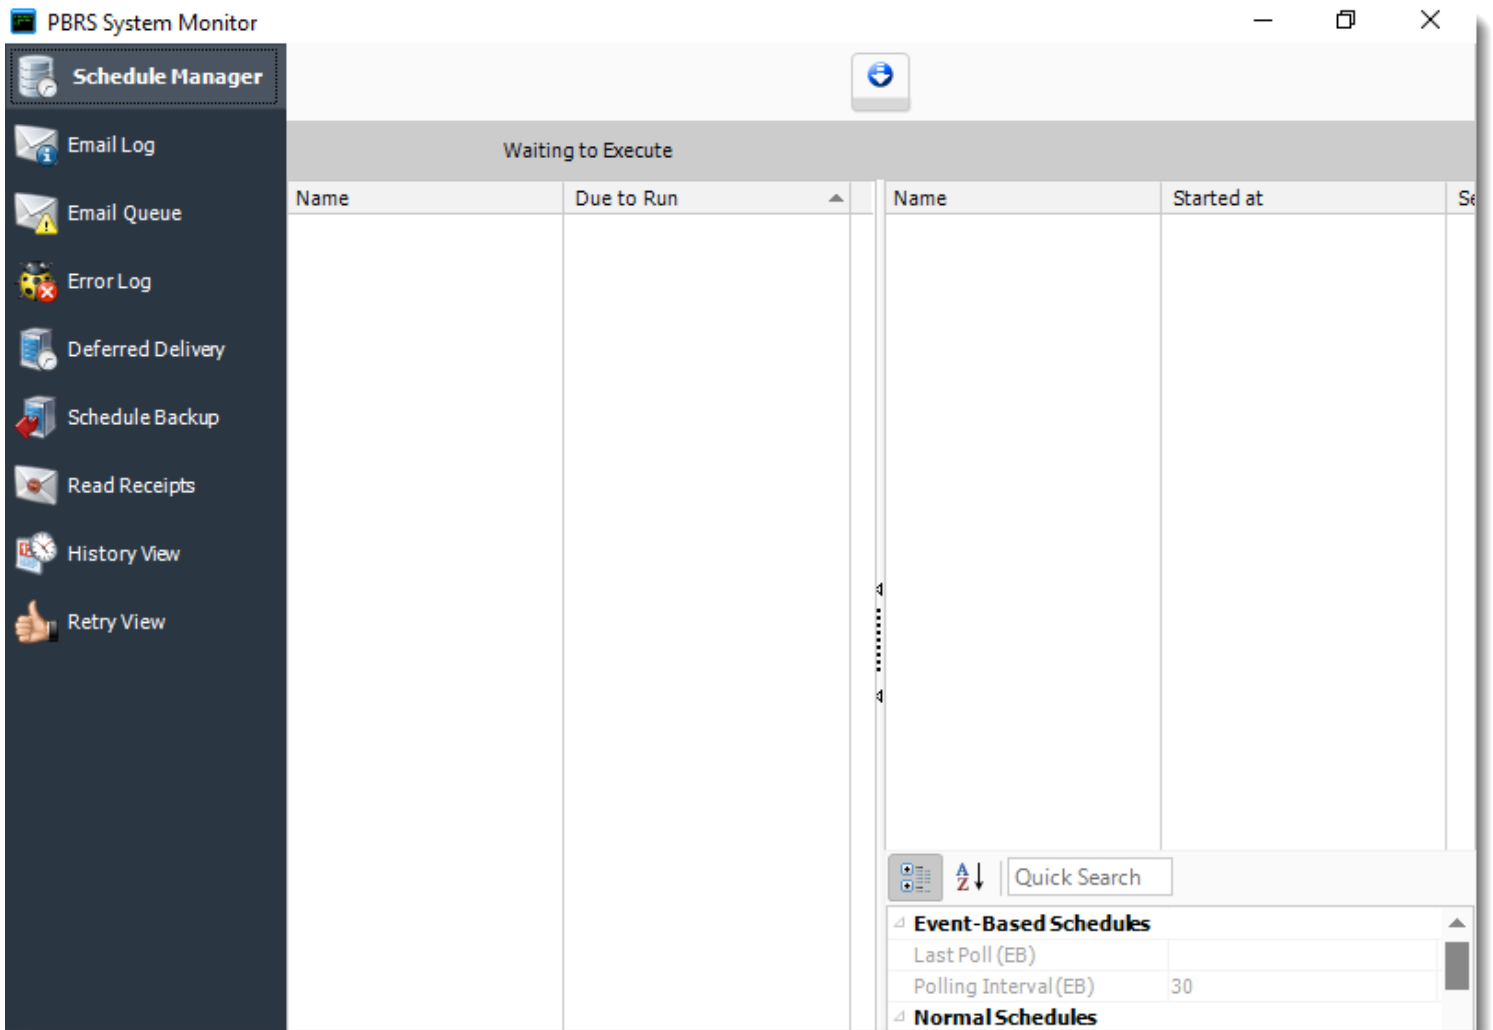 PBRS System Monitor
Schedule Manager
Email Log
Email Queue
Error Log
Deferred Delivery
Schedule Backup
Read Receipts
History View
Retry View
Waiting to Execute
Name Due to Run
Name Started at Se
Quick Search
Event-Based Schedules
Last Poll (EB)
Polling Interval (EB) 30
Normal Schedules